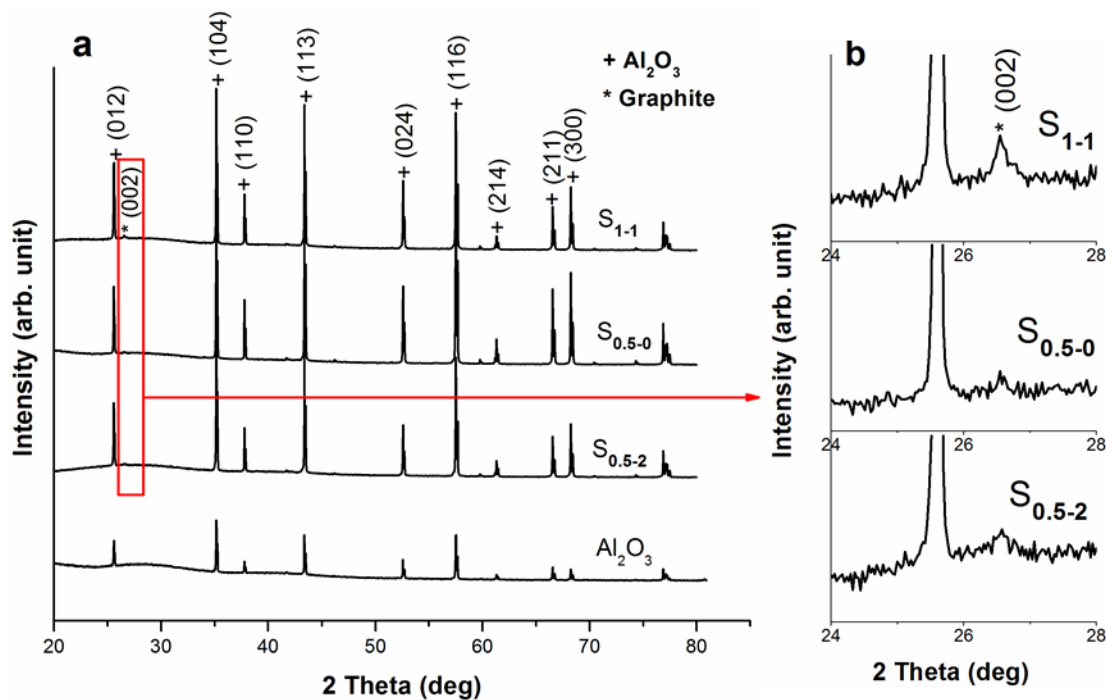 a
+ Al₂O₃
* Graphite
+ (012)
* (002)
+ (104)
+ (110)
+ (113)
+ (024)
+ (116)
+ (214)
+ (211)
+ (300)
S₁₋₁
S₀.₅₋₀
S₀.₅₋₂
Al₂O₃
Intensity (arb. unit)
20 30 40 50 60 70 80
2 Theta (deg)
b
* (002)
S₁₋₁
24 26 28
S₀.₅₋₀
24 26 28
S₀.₅₋₂
24 26 28
Intensity (arb. unit)
2 Theta (deg)